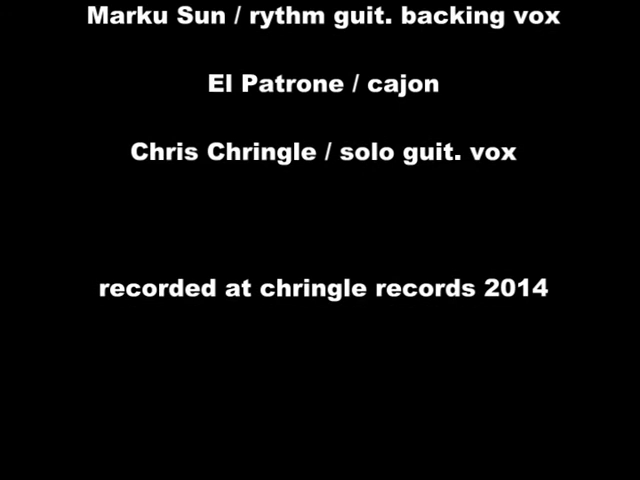 Marku Sun / rythm guit. backing vox
El Patrone / cajon
Chris Chringle / solo guit. vox
recorded at chringle records 2014